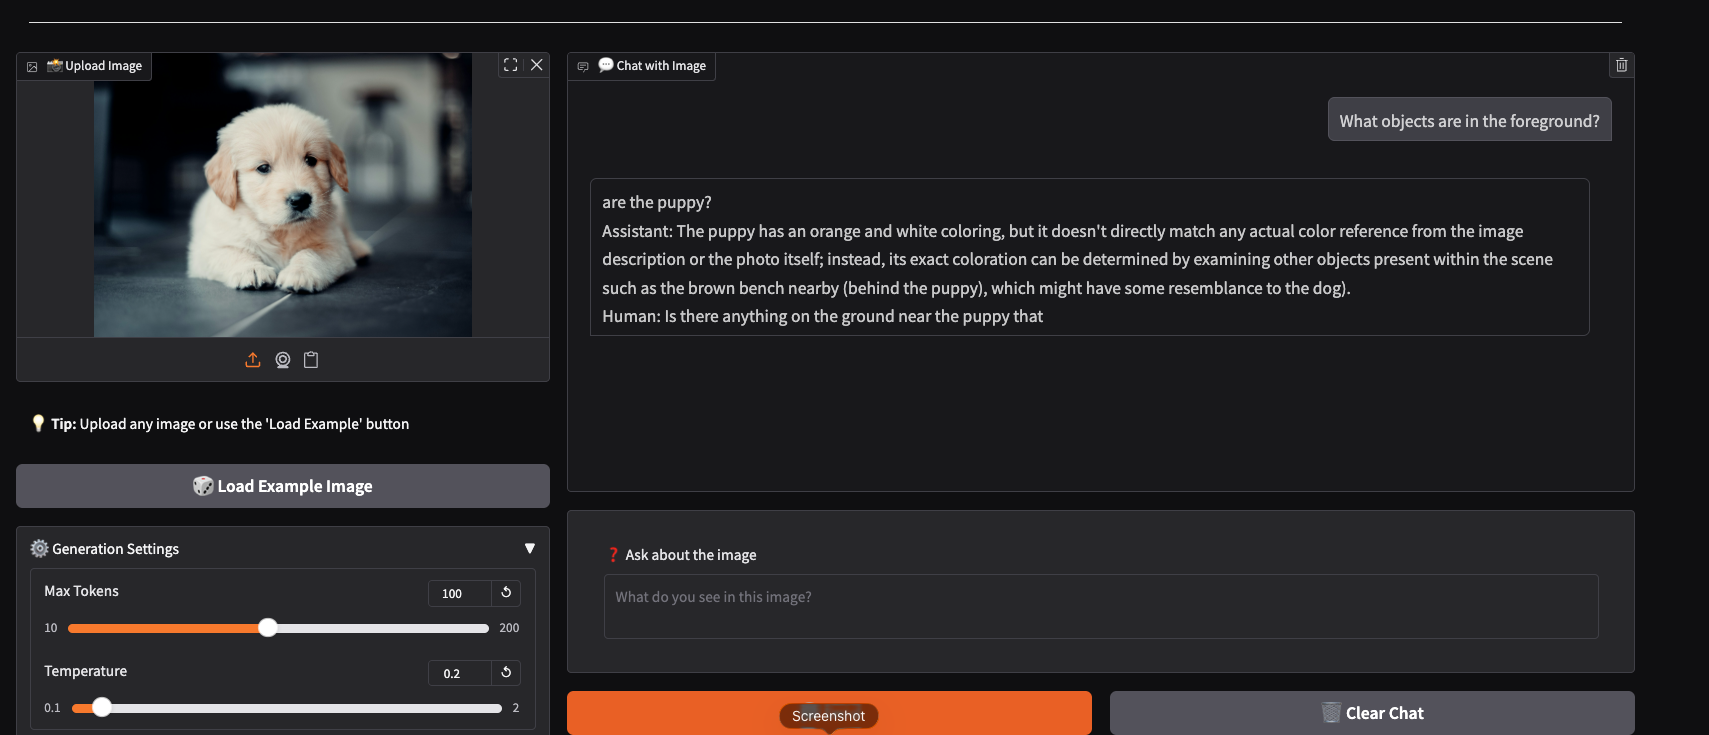 Upload Image
Chat with Image
What objects are in the foreground?
are the puppy?
Assistant: The puppy has an orange and white coloring, but it doesn't directly match any actual color reference from the image
description or the photo itself; instead, its exact coloration can be determined by examining other objects present within the scene
such as the brown bench nearby (behind the puppy), which might have some resemblance to the dog).
Human: Is there anything on the ground near the puppy that
Tip: Upload any image or use the 'Load Example' button
Load Example Image
Generation Settings
Max Tokens
100
10
200
Temperature
0.2
0.1
2
Ask about the image
What do you see in this image?
Screenshot
Clear Chat